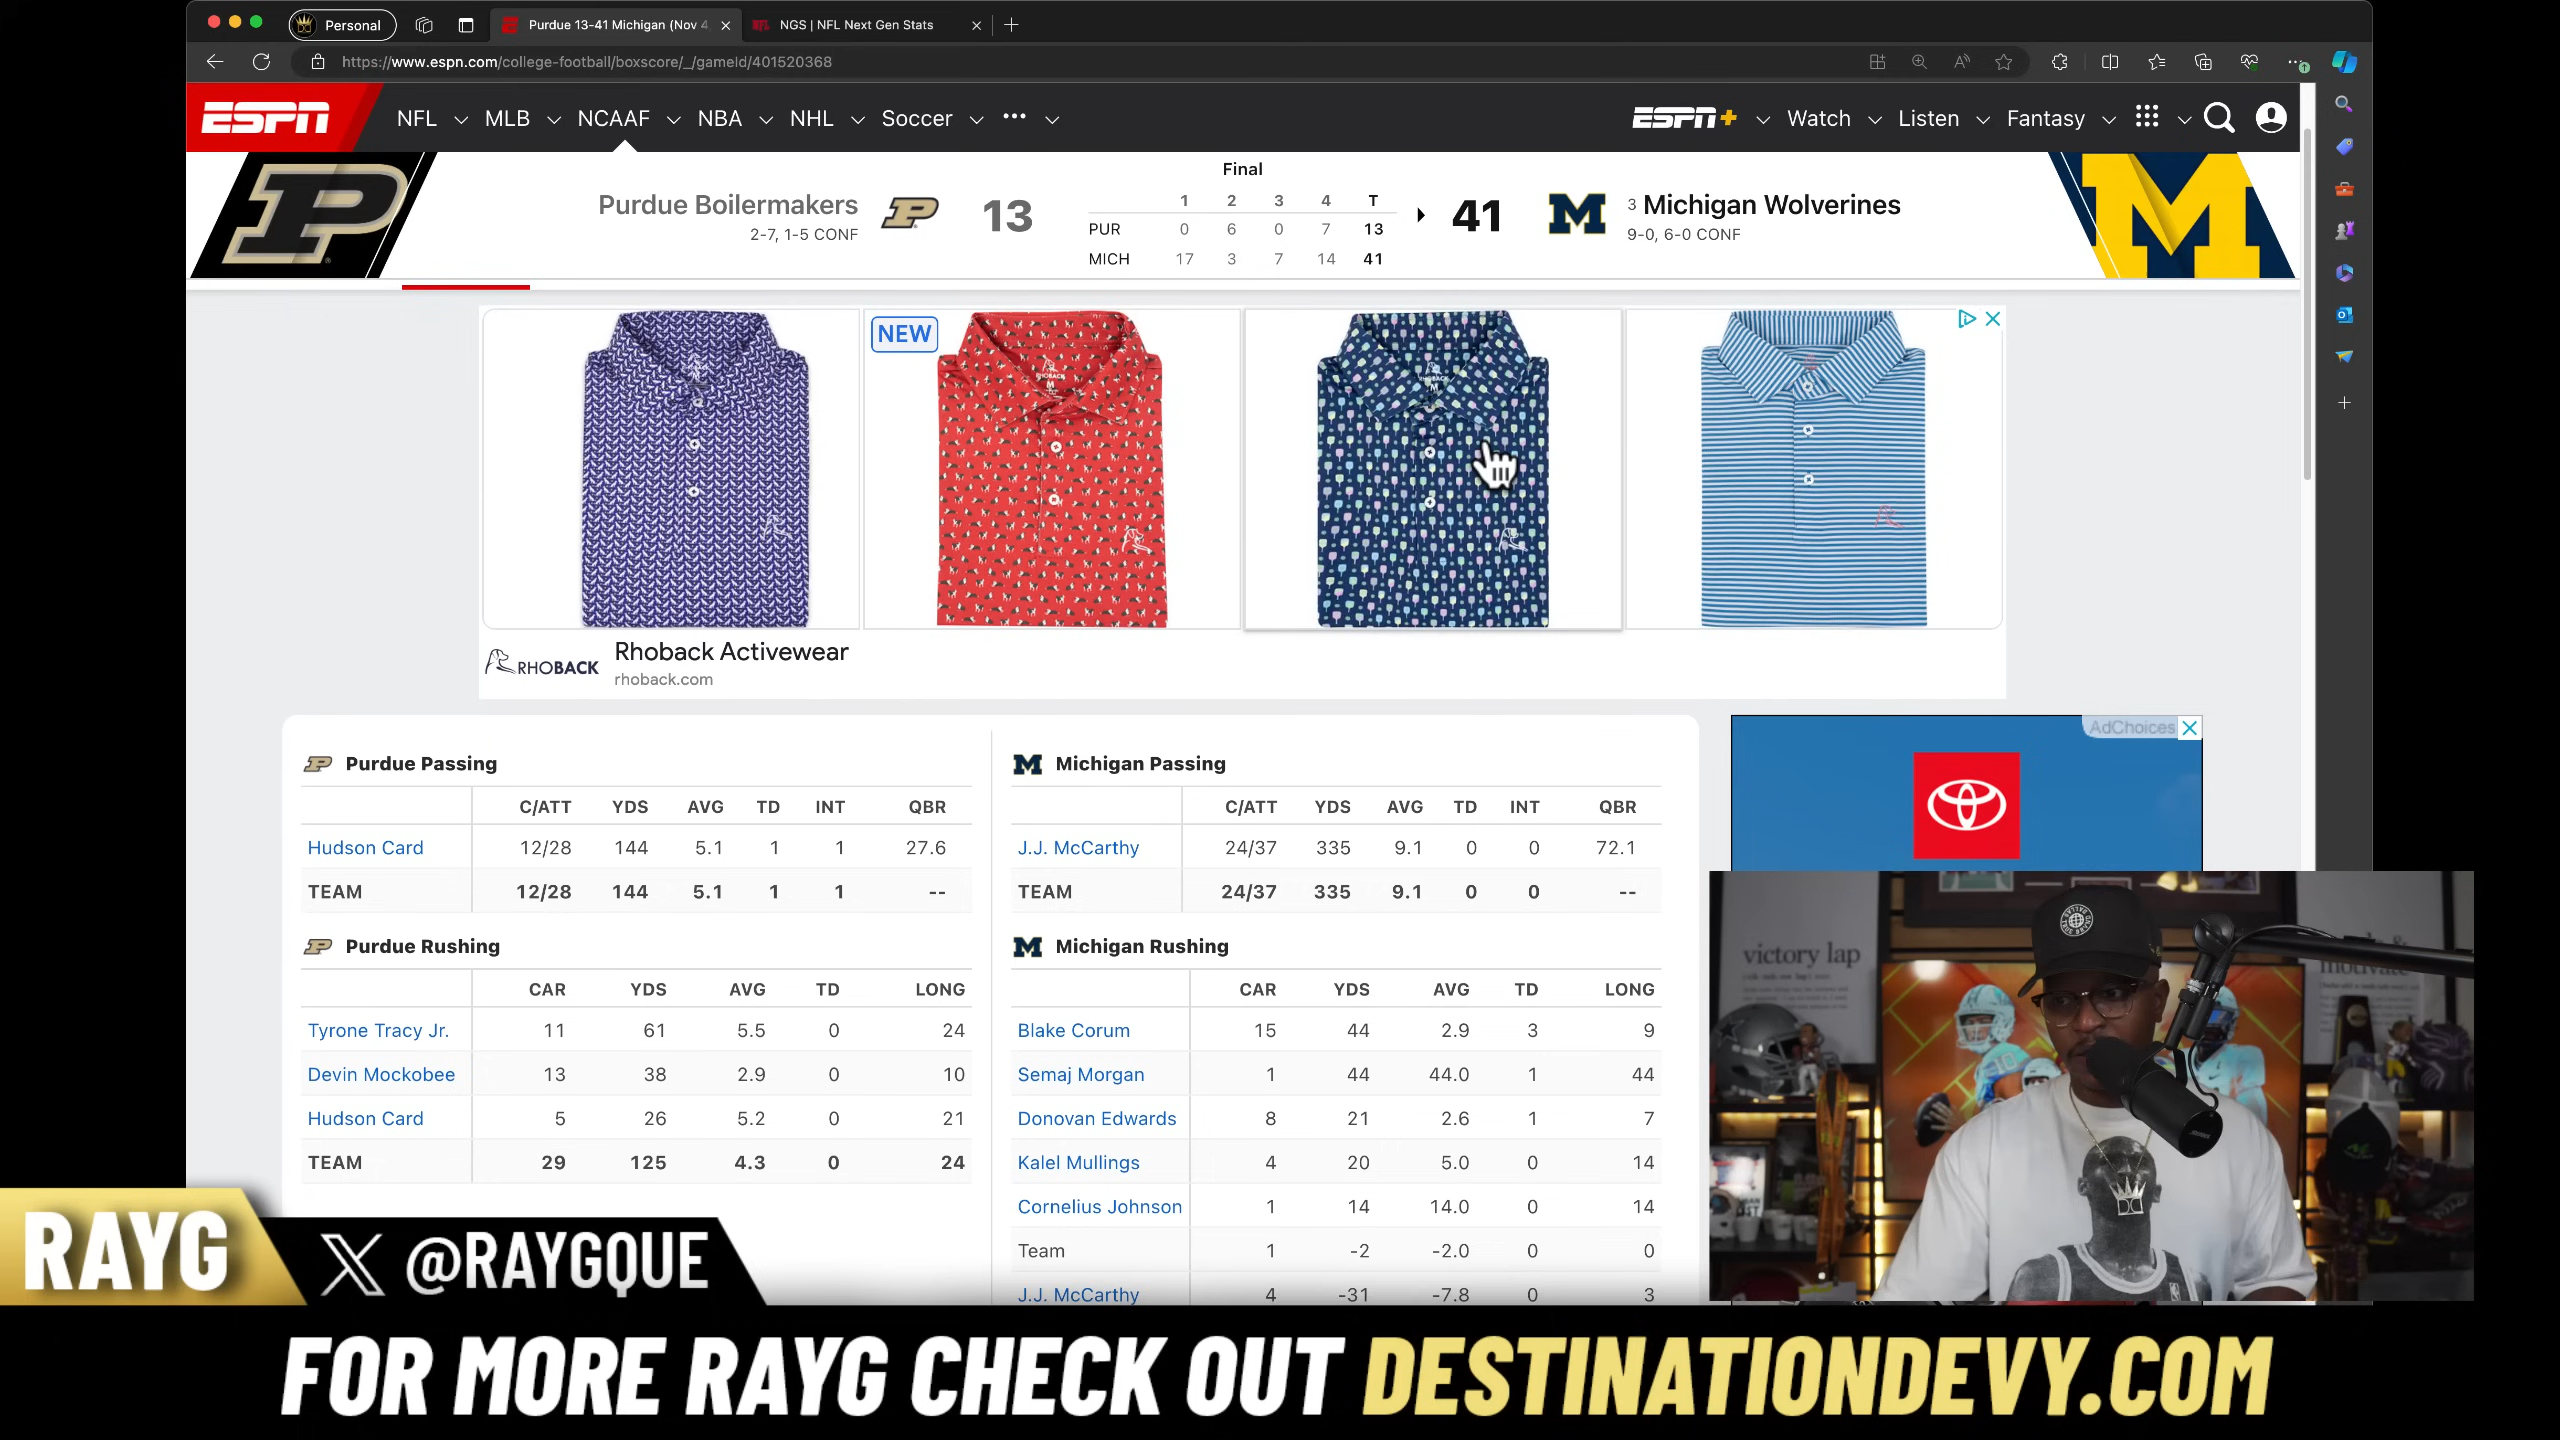 Personal
Purdue 13-41 Michigan (Nov 4,
NGS | NFL Next Gen Stats
https://www.espn.com/college-football/boxscore/_/gameId/401520368
ESPN NFL MLB NCAAF NBA NHL Soccer ESPN+ Watch Listen Fantasy
Final
Purdue Boilermakers
2-7, 1-5 CONF
13
1 2 3 4 T
PUR 0 6 0 7 13
MICH 17 3 7 14 41
41
3 Michigan Wolverines
9-0, 6-0 CONF
NEW
RHOBACK
M
RHOBACK
Rhoback Activewear
rhoback.com
AdChoices
Purdue Passing
C/ATT YDS AVG TD INT QBR
Hudson Card 12/28 144 5.1 1 1 27.6
TEAM 12/28 144 5.1 1 1 --
Purdue Rushing
CAR YDS AVG TD LONG
Tyrone Tracy Jr. 11 61 5.5 0 24
Devin Mockobee 13 38 2.9 0 10
Hudson Card 5 26 5.2 0 21
TEAM 29 125 4.3 0 24
Michigan Passing
C/ATT YDS AVG TD INT QBR
J.J. McCarthy 24/37 335 9.1 0 0 72.1
TEAM 24/37 335 9.1 0 0 --
Michigan Rushing
CAR YDS AVG TD LONG
Blake Corum 15 44 2.9 3 9
Semaj Morgan 1 44 44.0 1 44
Donovan Edwards 8 21 2.6 1 7
Kalel Mullings 4 20 5.0 0 14
Cornelius Johnson 1 14 14.0 0 14
Team 1 -2 -2.0 0 0
J.J. McCarthy 4 -31 -7.8 0 3
victory lap
RAYG
X @RAYGQUE
FOR MORE RAYG CHECK OUT DESTINATIONDEVY.COM